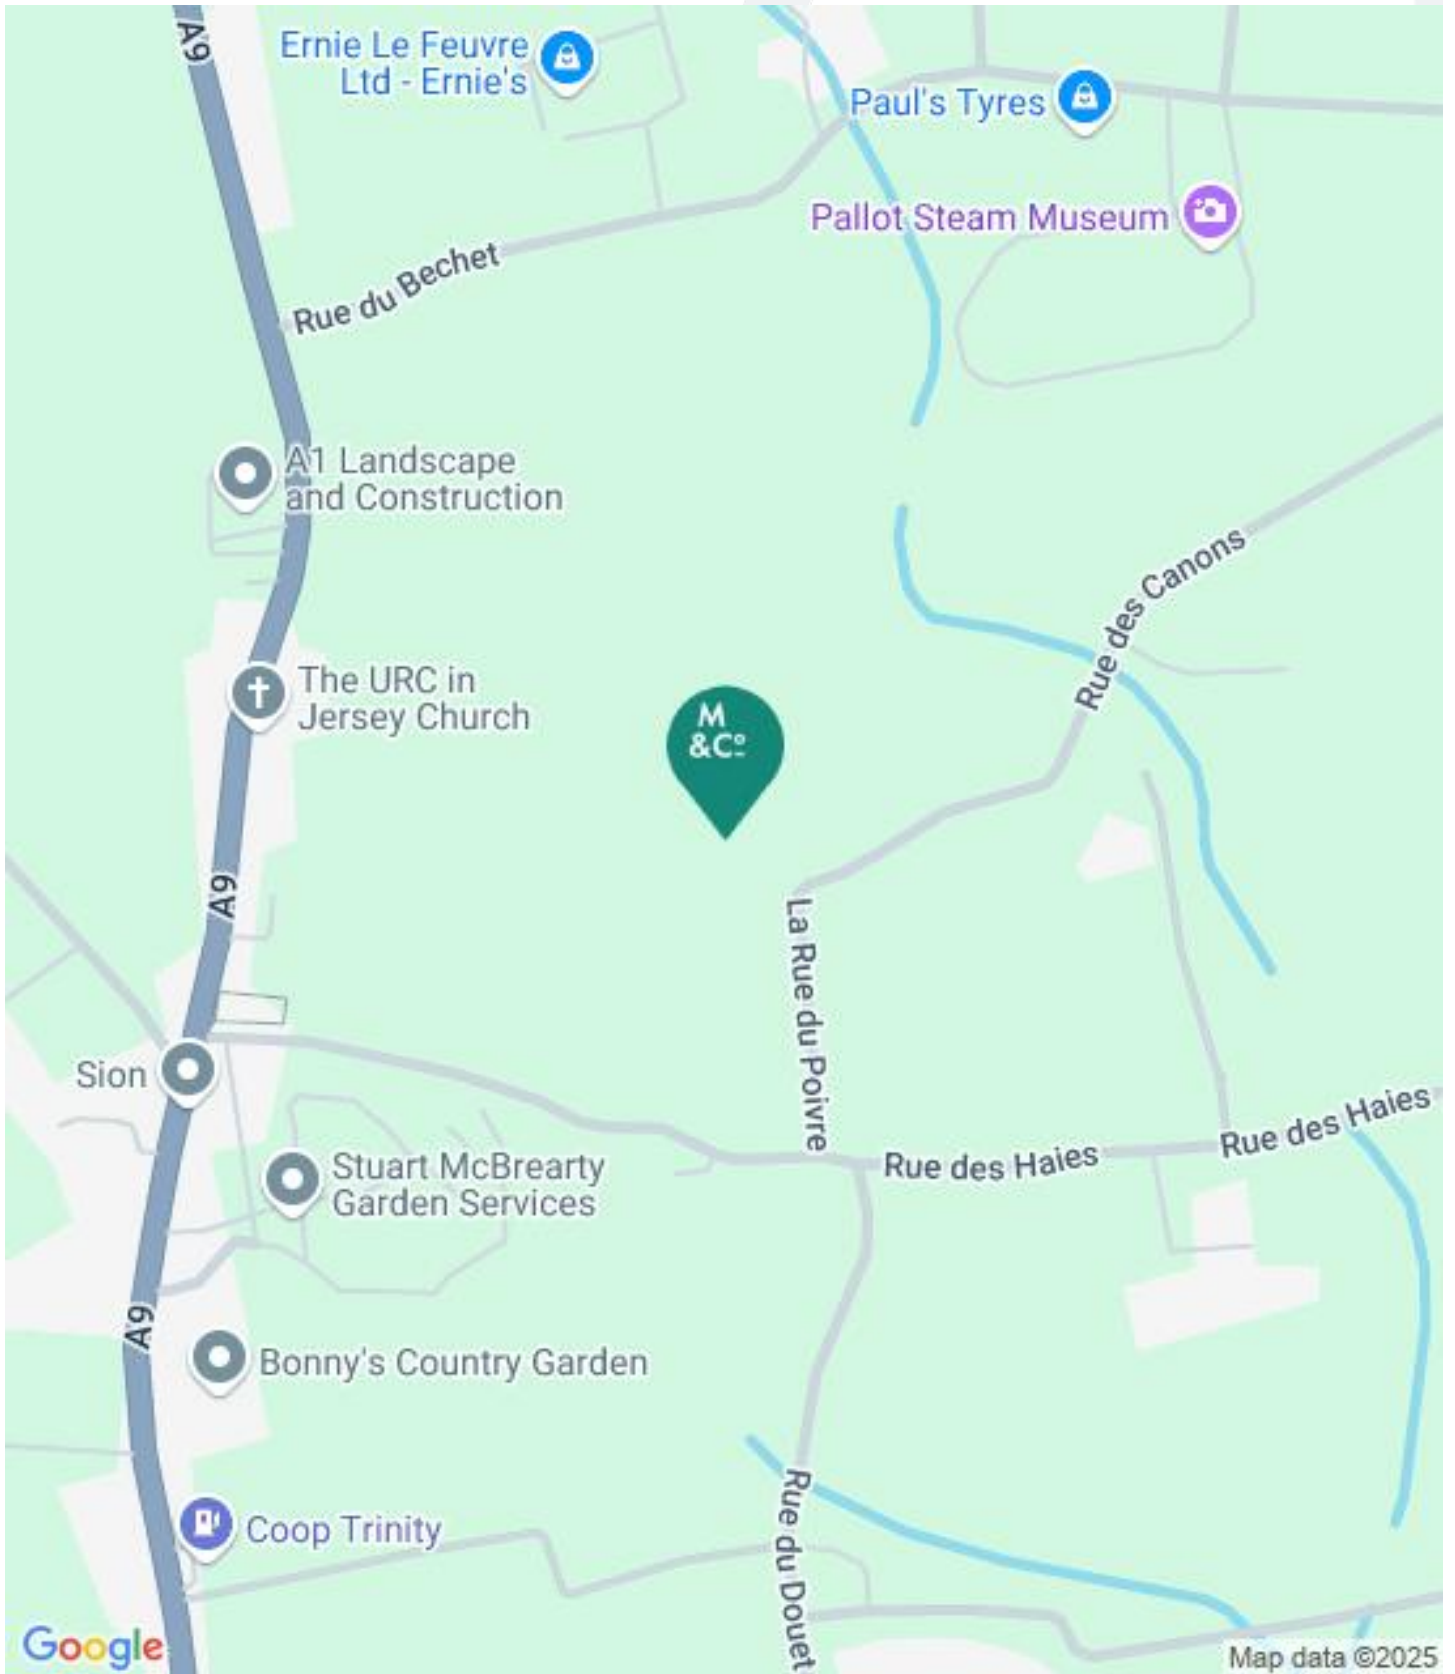 A9
Ernie Le Feuvre
Ltd - Ernie's
Paul's Tyres
Pallot Steam Museum
Rue du Bechet
A1 Landscape
and Construction
Rue des Canons
The URC in
Jersey Church
M
&Cº
A9
La Rue du Poivre
Sion
Rue des Haies
Rue des Haies
Stuart McBrearty
Garden Services
A9
Bonny's Country Garden
Coop Trinity
Rue du Douet
Google
Map data ©2025